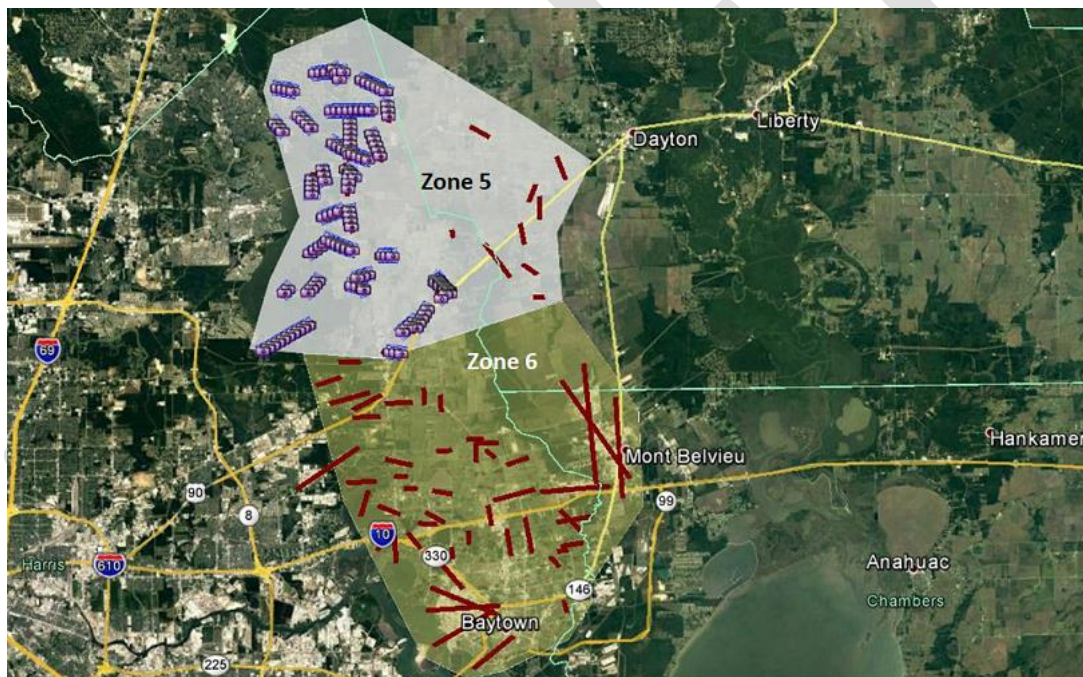 Liberty
Dayton
Zone 5
69
Zone 6
Hankamer
Mont Belvieu
90
99
8
10
330
Harris
610
Anahuac
146
Chambers
Baytown
225